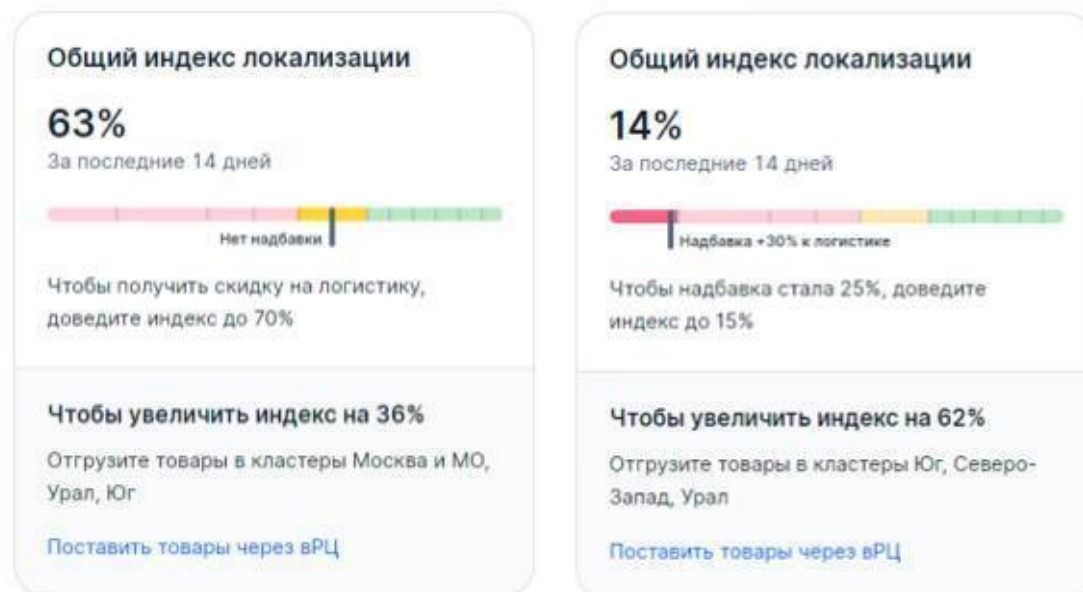 Общий индекс локализации
63%
За последние 14 дней
Нет надбавки
Чтобы получить скидку на логистику,
доведите индекс до 70%
Чтобы увеличить индекс на 36%
Отгрузите товары в кластеры Москва и МО,
Урал, Юг
Поставить товары через вРЦ
Общий индекс локализации
14%
За последние 14 дней
Надбавка +30% к логистике
Чтобы надбавка стала 25%, доведите
индекс до 15%
Чтобы увеличить индекс на 62%
Отгрузите товары в кластеры Юг, Северо-
Запад, Урал
Поставить товары через вРЦ